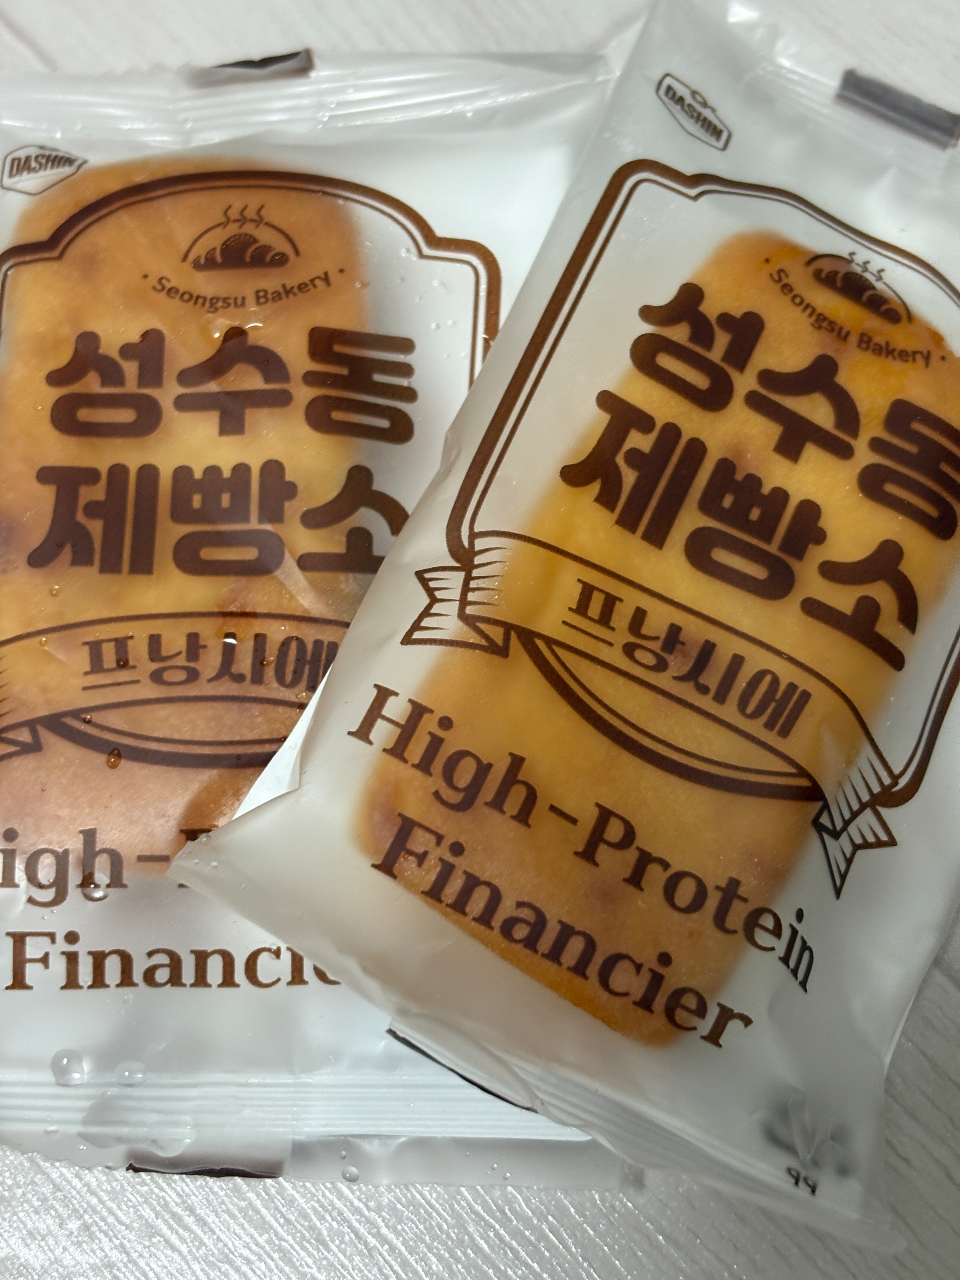 DASHIN
· Seongsu Bakery ·
성수동
제빵소
프낭시에
igh-
Financie
DASHIN
· Seongsu Bakery ·
성수동
제빵소
프낭시에
High-Protein
Financier